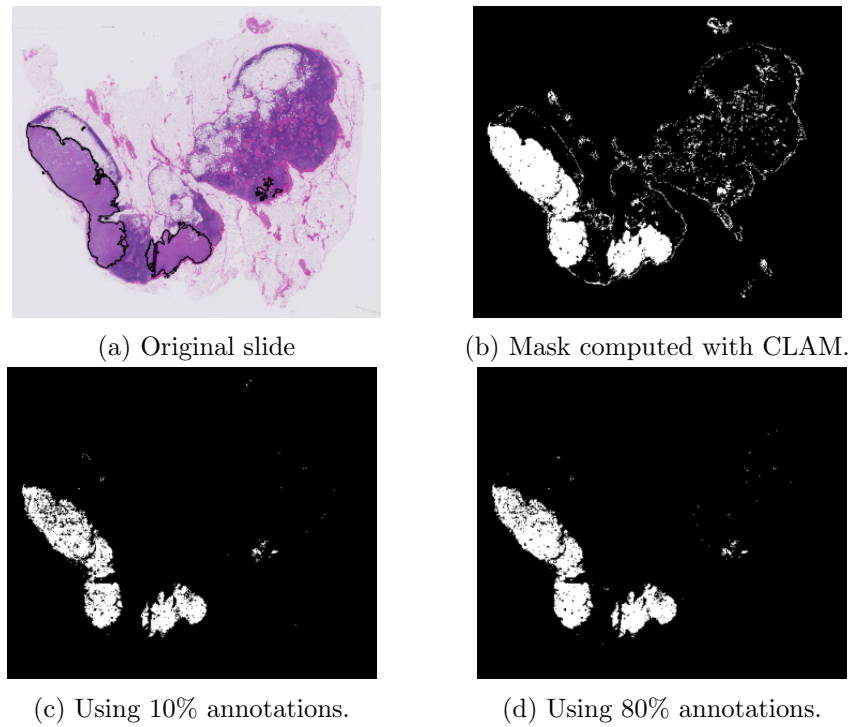 (a) Original slide
(b) Mask computed with CLAM.
(c) Using 10% annotations.
(d) Using 80% annotations.